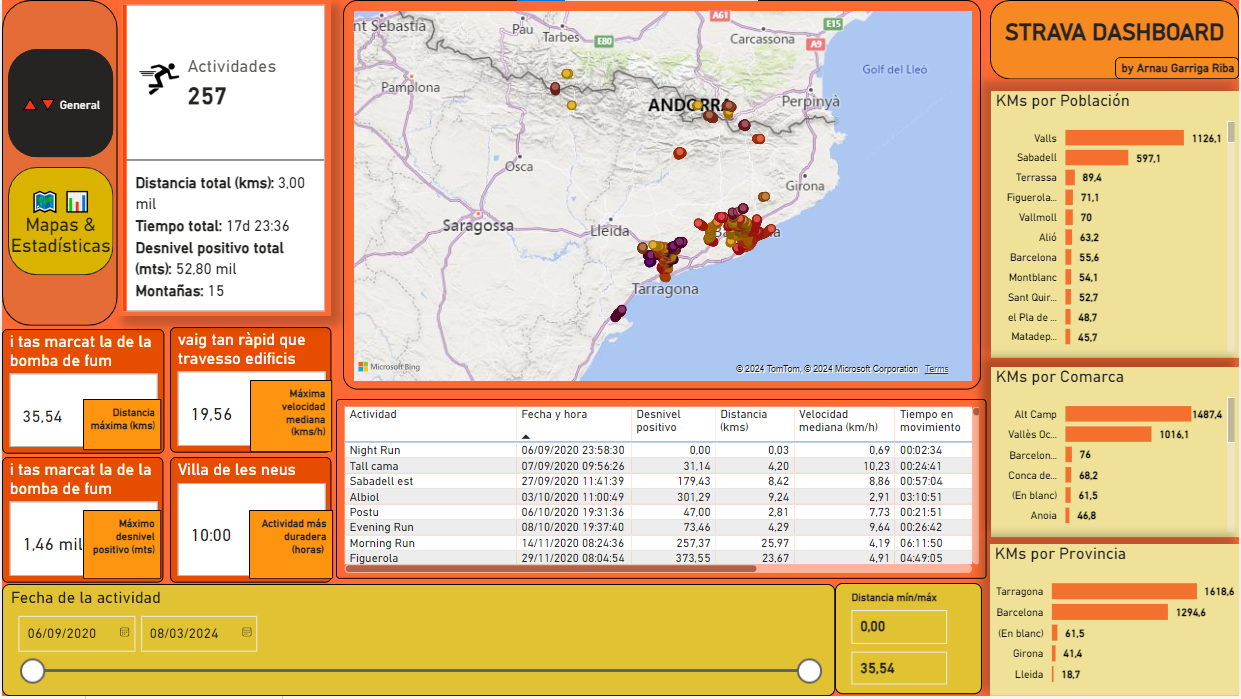 General
Mapas &
Estadísticas
Actividades
257
Distancia total (kms): 3,00
mil
Tiempo total: 17d 23:36
Desnivel positivo total
(mts): 52,80 mil
Montañas: 15
i tas marcat la de la
bomba de fum
35,54
Distancia
máxima (kms)
vaig tan ràpid que
travesso edificis
19,56
Máxima
velocidad
mediana
(kms/h)
i tas marcat la de la
bomba de fum
1,46 mil
Máximo
desnivel
positivo (mts)
Villa de les neus
10:00
Actividad más
duradera
(horas)
nt Sebastià
Pau
Tarbes
E80
A61
E15
Carcassona
A9
Golf del Lleó
Pamplona
ANDORRA
Perpinyà
Osca
Girona
Saragossa
Lleida
Tarragona
Microsoft Bing
© 2024 TomTom, © 2024 Microsoft Corporation Terms
Actividad Fecha y hora Desnivel positivo Distancia (kms) Velocidad mediana (km/h) Tiempo en movimiento
Night Run 06/09/2020 23:58:30 0,00 0,03 0,69 00:02:34
Tall cama 07/09/2020 09:56:26 31,14 4,20 10,23 00:24:41
Sabadell est 27/09/2020 11:41:39 179,43 8,42 8,86 00:57:04
Albiol 03/10/2020 11:00:49 301,29 9,24 2,91 03:10:51
Postu 06/10/2020 19:31:36 47,00 2,81 7,73 00:21:51
Evening Run 08/10/2020 19:37:40 73,46 4,29 9,64 00:26:42
Morning Run 14/11/2020 08:24:36 257,37 25,97 4,19 06:11:50
Figuerola 29/11/2020 08:04:54 373,55 23,67 4,91 04:49:05
Fecha de la actividad
06/09/2020
08/03/2024
Distancia mín/máx
0,00
35,54
STRAVA DASHBOARD
by Arnau Garriga Riba
KMs por Población
Valls 1126,1
Sabadell 597,1
Terrassa 89,4
Figuerola... 71,1
Vallmoll 70
Alió 63,2
Barcelona 55,6
Montblanc 54,1
Sant Quir... 52,7
el Pla de ... 48,7
Matadep... 45,7
KMs por Comarca
Alt Camp 1487,4
Vallès Oc... 1016,1
Barcelon... 76
Conca de... 68,2
(En blanc) 61,5
Anoia 46,8
KMs por Provincia
Tarragona 1618,6
Barcelona 1294,6
(En blanc) 61,5
Girona 41,4
Lleida 18,7